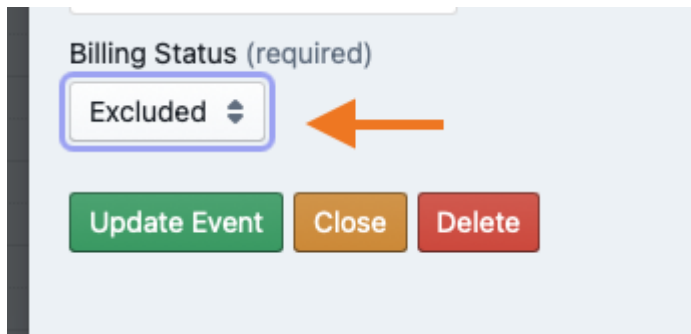 Billing Status (required)
Excluded
Update Event Close Delete